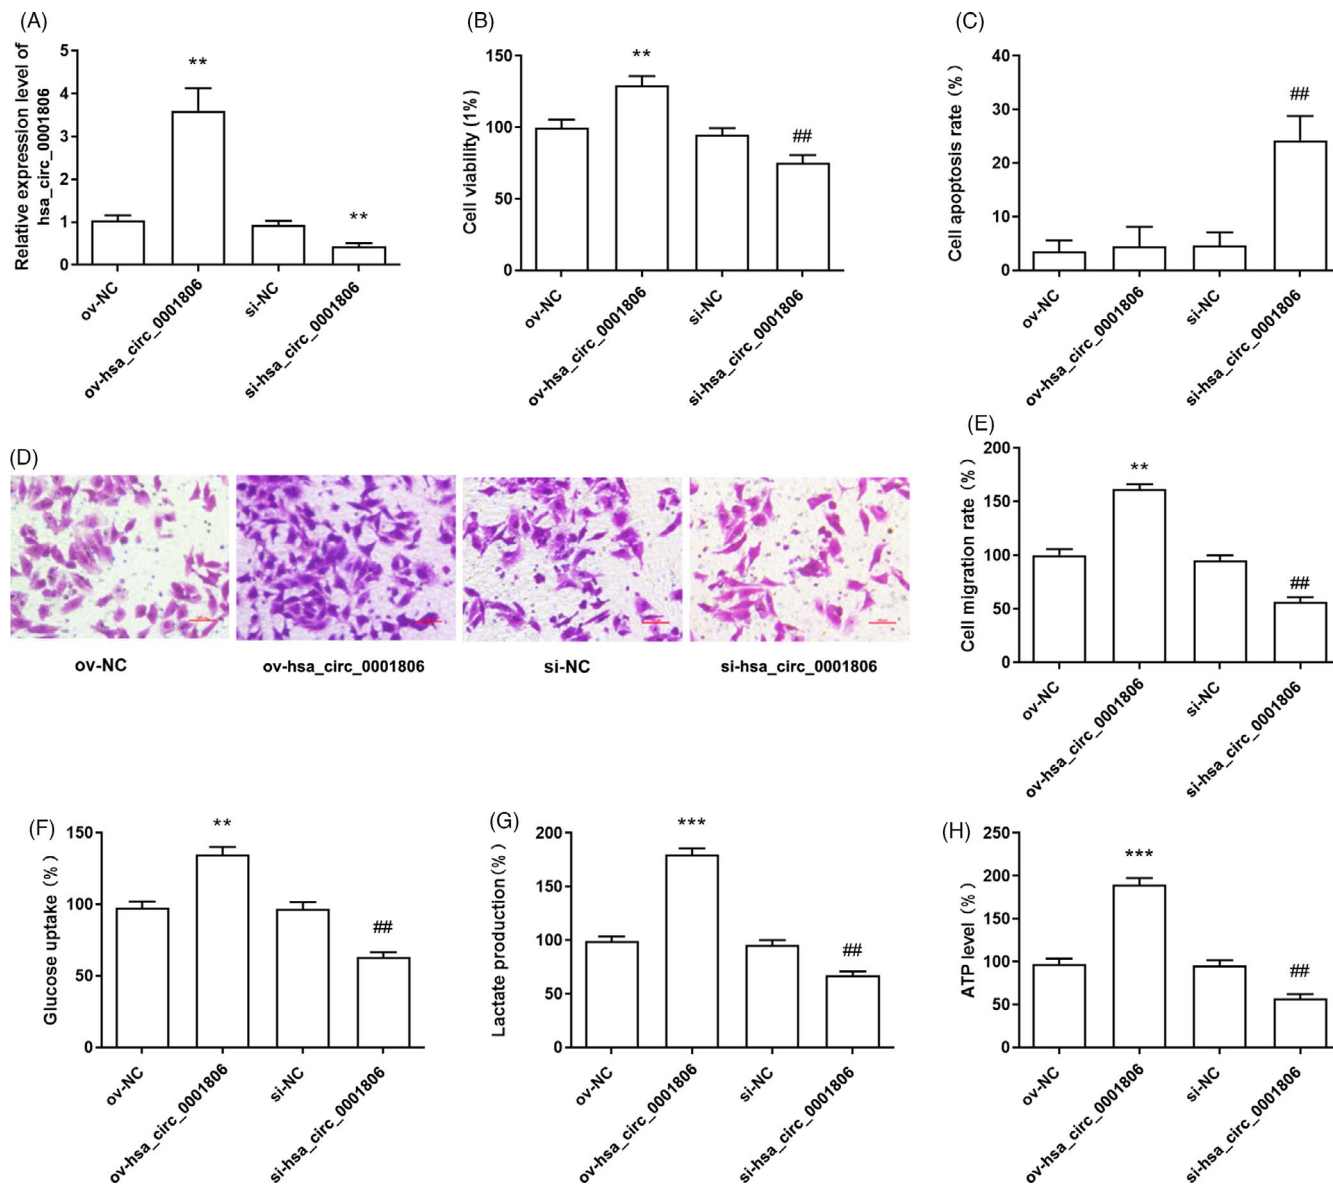 (A)
Relative expression level of
hsa_circ_0001806
5
4
3
2
1
0
**
**
ov-NC
ov-hsa_circ_0001806
si-NC
si-hsa_circ_0001806
(B)
Cell viability (1%)
150
100
50
0
**
##
ov-NC
ov-hsa_circ_0001806
si-NC
si-hsa_circ_0001806
(C)
Cell apoptosis rate (%)
40
30
20
10
0
##
ov-NC
ov-hsa_circ_0001806
si-NC
si-hsa_circ_0001806
(D)
ov-NC
ov-hsa_circ_0001806
si-NC
si-hsa_circ_0001806
(E)
Cell migration rate (%)
200
150
100
50
0
**
##
ov-NC
ov-hsa_circ_0001806
si-NC
si-hsa_circ_0001806
(F)
Glucose uptake (%)
150
100
50
0
**
##
ov-NC
ov-hsa_circ_0001806
si-NC
si-hsa_circ_0001806
(G)
Lactate production (%)
200
150
100
50
0
***
##
ov-NC
ov-hsa_circ_0001806
si-NC
si-hsa_circ_0001806
(H)
ATP level (%)
250
200
150
100
50
0
***
##
ov-NC
ov-hsa_circ_0001806
si-NC
si-hsa_circ_0001806